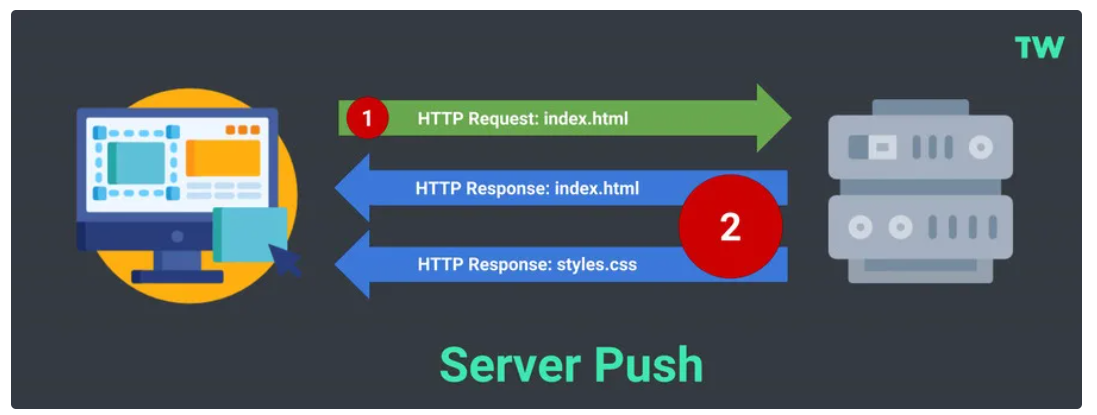 TW
1
HTTP Request: index.html
HTTP Response: index.html
2
HTTP Response: styles.css
Server Push